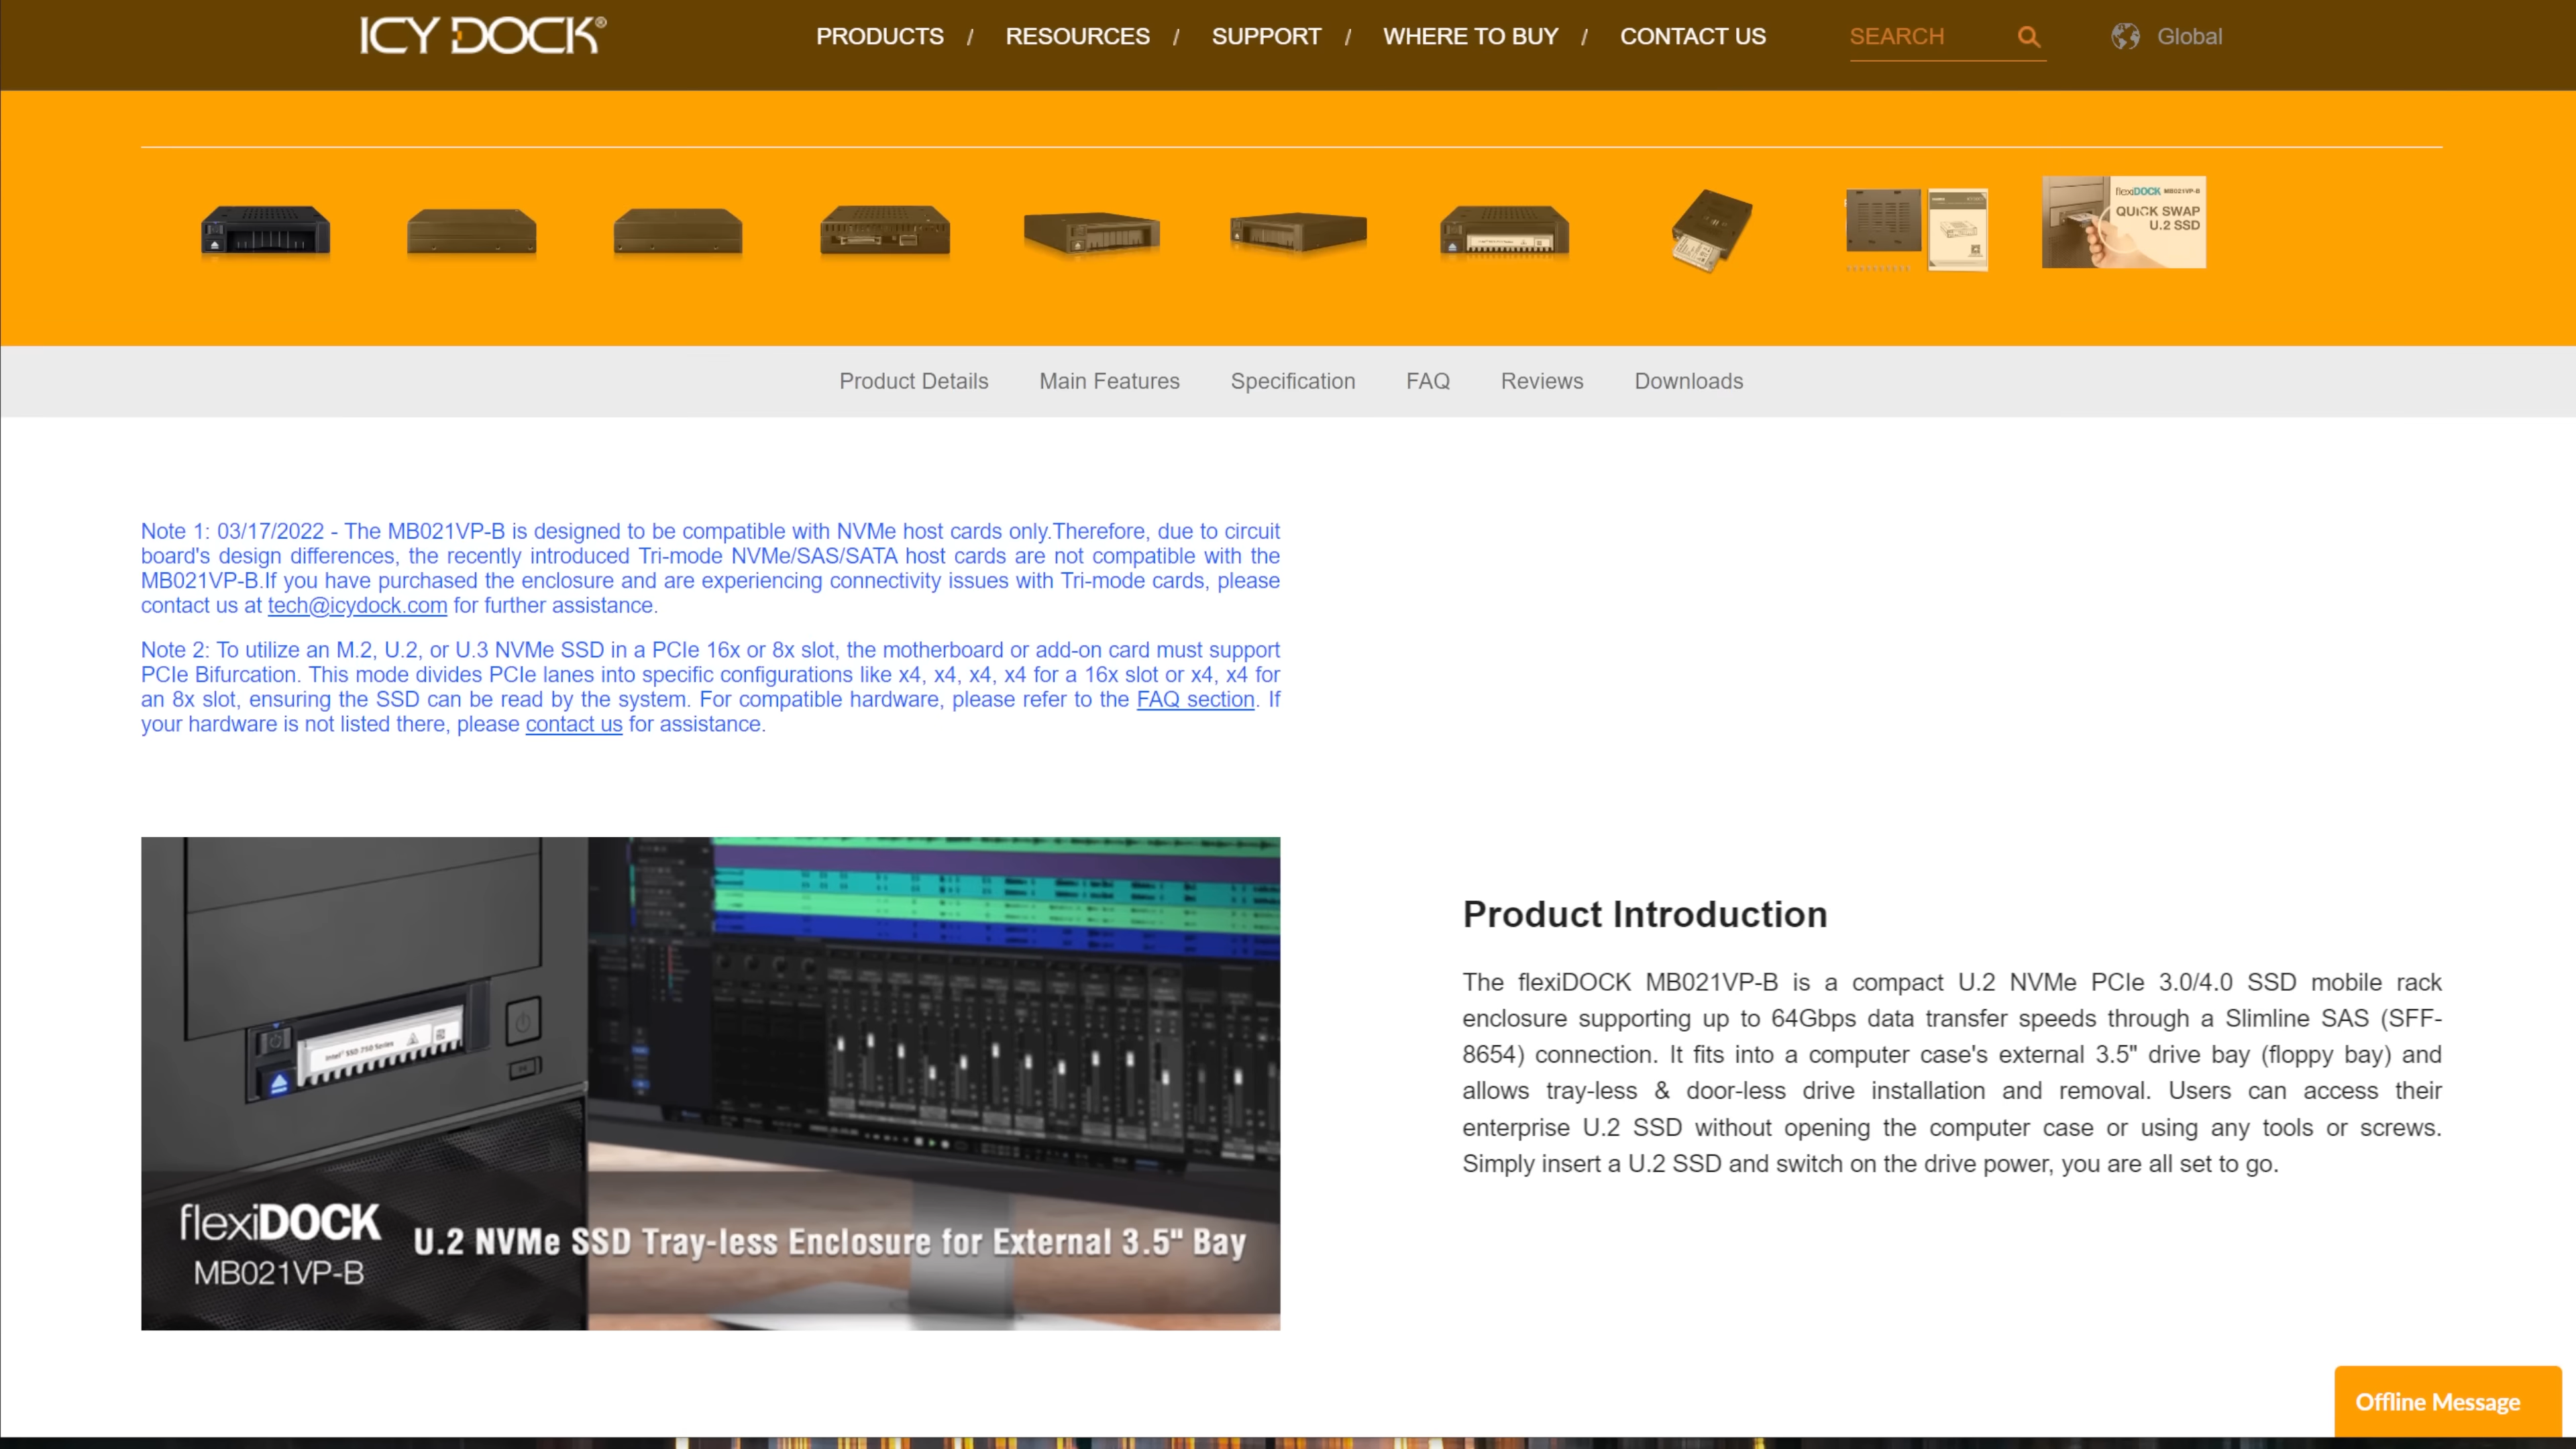 ICY DOCK®
PRODUCTS / RESOURCES / SUPPORT / WHERE TO BUY / CONTACT US
SEARCH
Global
flexiDOCK MB021VP-B
QUICK SWAP
U.2 SSD
Product Details Main Features Specification FAQ Reviews Downloads
Note 1: 03/17/2022 - The MB021VP-B is designed to be compatible with NVMe host cards only.Therefore, due to circuit
board's design differences, the recently introduced Tri-mode NVMe/SAS/SATA host cards are not compatible with the
MB021VP-B.If you have purchased the enclosure and are experiencing connectivity issues with Tri-mode cards, please
contact us at tech@icydock.com for further assistance.
Note 2: To utilize an M.2, U.2, or U.3 NVMe SSD in a PCIe 16x or 8x slot, the motherboard or add-on card must support
PCIe Bifurcation. This mode divides PCIe lanes into specific configurations like x4, x4, x4, x4 for a 16x slot or x4, x4 for
an 8x slot, ensuring the SSD can be read by the system. For compatible hardware, please refer to the FAQ section. If
your hardware is not listed there, please contact us for assistance.
Intel® SSD 750 Series
flexiDOCK
MB021VP-B
U.2 NVMe SSD Tray-less Enclosure for External 3.5" Bay
Product Introduction
The flexiDOCK MB021VP-B is a compact U.2 NVMe PCIe 3.0/4.0 SSD mobile rack
enclosure supporting up to 64Gbps data transfer speeds through a Slimline SAS (SFF-
8654) connection. It fits into a computer case's external 3.5" drive bay (floppy bay) and
allows tray-less & door-less drive installation and removal. Users can access their
enterprise U.2 SSD without opening the computer case or using any tools or screws.
Simply insert a U.2 SSD and switch on the drive power, you are all set to go.
Offline Message